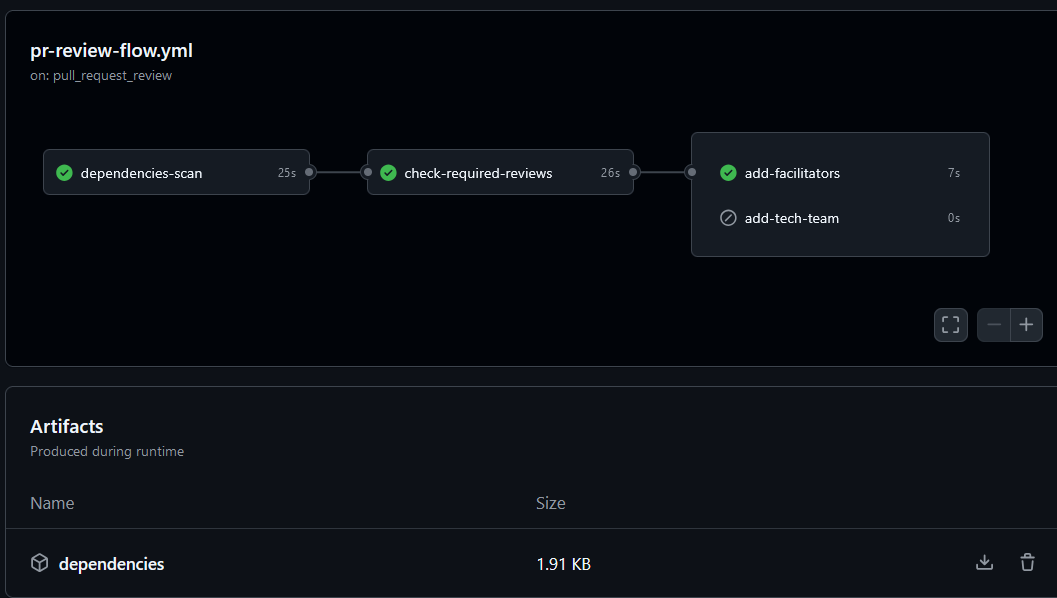 pr-review-flow.yml
on: pull_request_review
dependencies-scan 25s
check-required-reviews 26s
add-facilitators 7s
add-tech-team 0s
Artifacts
Produced during runtime
Name Size
dependencies 1.91 KB